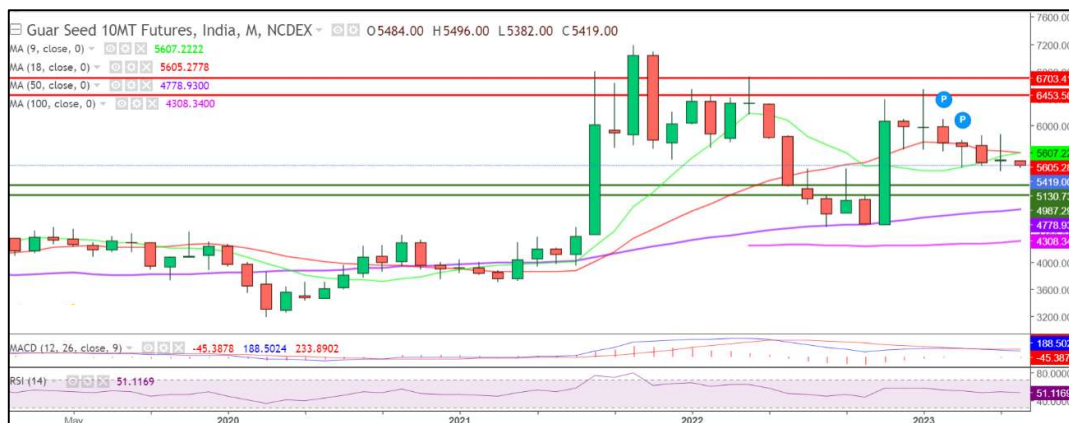 Guar Seed 10MT Futures, India, M, NCDEX O5484.00 H5496.00 L5382.00 C5419.00
MA (9, close, 0) 5607.2222
MA (18, close, 0) 5605.2778
MA (50, close, 0) 4778.9300
MA (100, close, 0) 4308.3400
7600.00
7200.00
6703.41
6453.50
6000.00
5607.22
5605.28
5419.00
5130.73
4987.29
4778.93
4308.34
4000.00
3600.00
3200.00
P
P
MACD (12, 26, close, 9) -45.3878 188.5024 233.8902
188.502
-45.387
RSI (14) 51.1169
80.0000
51.1169
40.0000
May 2020 2021 2022 2023